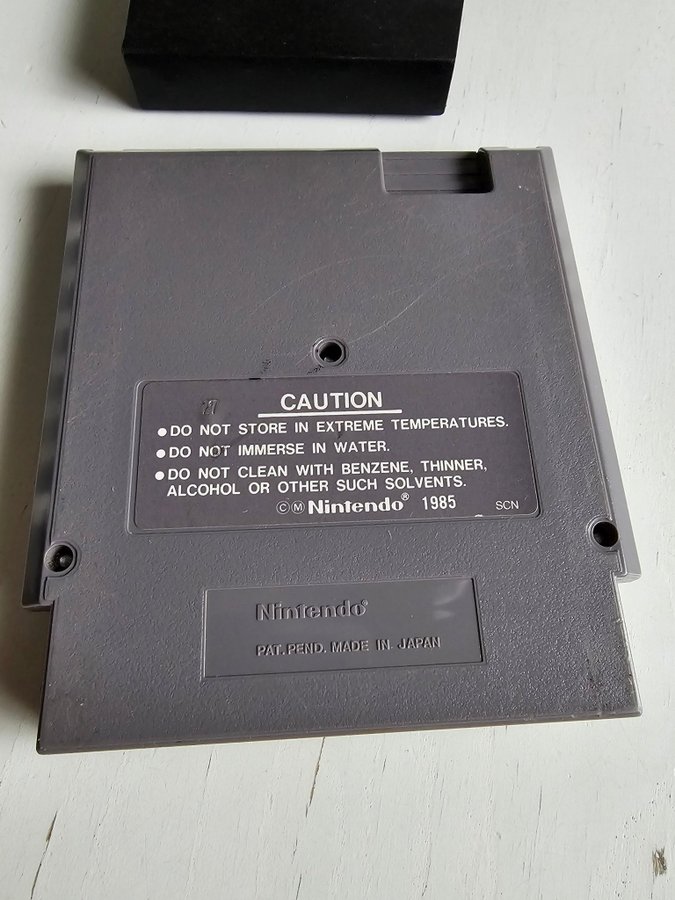 27
CAUTION
●DO NOT STORE IN EXTREME TEMPERATURES.
●DO NOT IMMERSE IN WATER.
●DO NOT CLEAN WITH BENZENE, THINNER,
ALCOHOL OR OTHER SUCH SOLVENTS.
©Ⓜ Nintendo® 1985 SCN
Nintendo®
PAT.PEND. MADE IN JAPAN